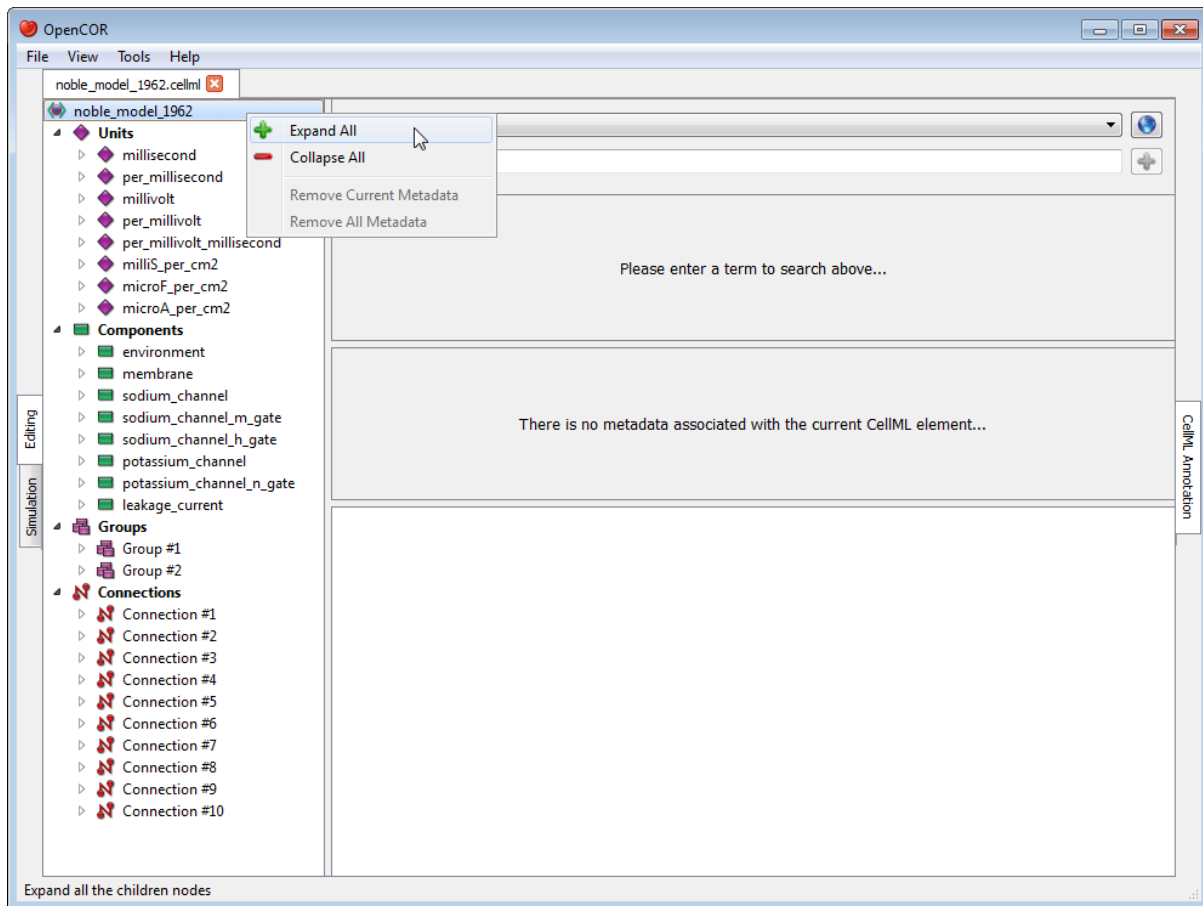 OpenCOR
File View Tools Help
noble_model_1962.cellml
noble_model_1962
Expand All
Collapse All
Remove Current Metadata
Remove All Metadata
Units
millisecond
per_millisecond
millivolt
per_millivolt
per_millivolt_millisecond
milliS_per_cm2
microF_per_cm2
microA_per_cm2
Components
environment
membrane
sodium_channel
sodium_channel_m_gate
sodium_channel_h_gate
potassium_channel
potassium_channel_n_gate
leakage_current
Groups
Group #1
Group #2
Connections
Connection #1
Connection #2
Connection #3
Connection #4
Connection #5
Connection #6
Connection #7
Connection #8
Connection #9
Connection #10
Please enter a term to search above...
There is no metadata associated with the current CellML element...
Editing
Simulation
CellML Annotation
Expand all the children nodes